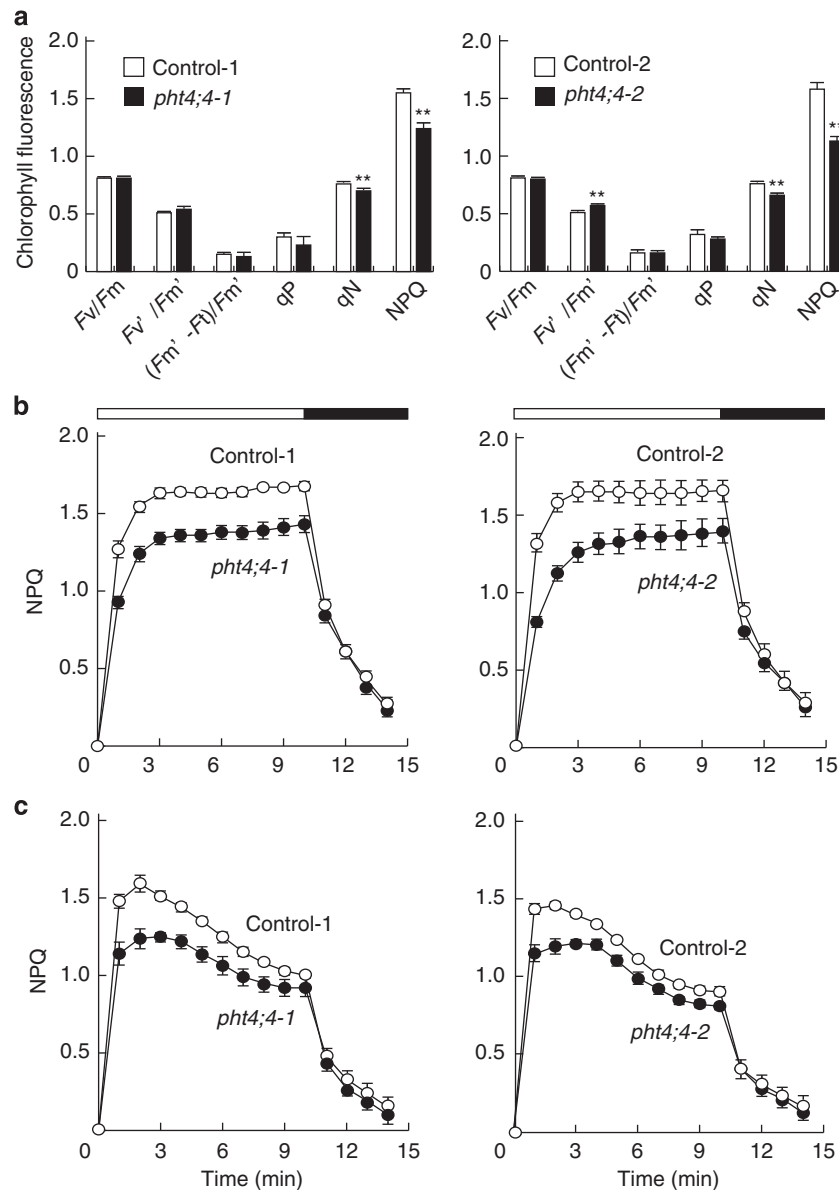 a
Chlorophyll fluorescence
2.0
1.5
1.0
0.5
0
Control-1
pht4;4-1
**
**
Fv/Fm
Fv' /Fm'
(Fm' -Ft)/Fm'
qP
qN
NPQ
2.0
1.5
1.0
0.5
0
Control-2
pht4;4-2
**
**
**
Fv/Fm
Fv' /Fm'
(Fm' -Ft)/Fm'
qP
qN
NPQ
b
NPQ
2.0
1.5
1.0
0.5
Control-1
pht4;4-1
0 3 6 9 12 15
2.0
1.5
1.0
0.5
Control-2
pht4;4-2
0 3 6 9 12 15
c
NPQ
2.0
1.5
1.0
0.5
Control-1
pht4;4-1
0 3 6 9 12 15
Time (min)
2.0
1.5
1.0
0.5
Control-2
pht4;4-2
0 3 6 9 12 15
Time (min)